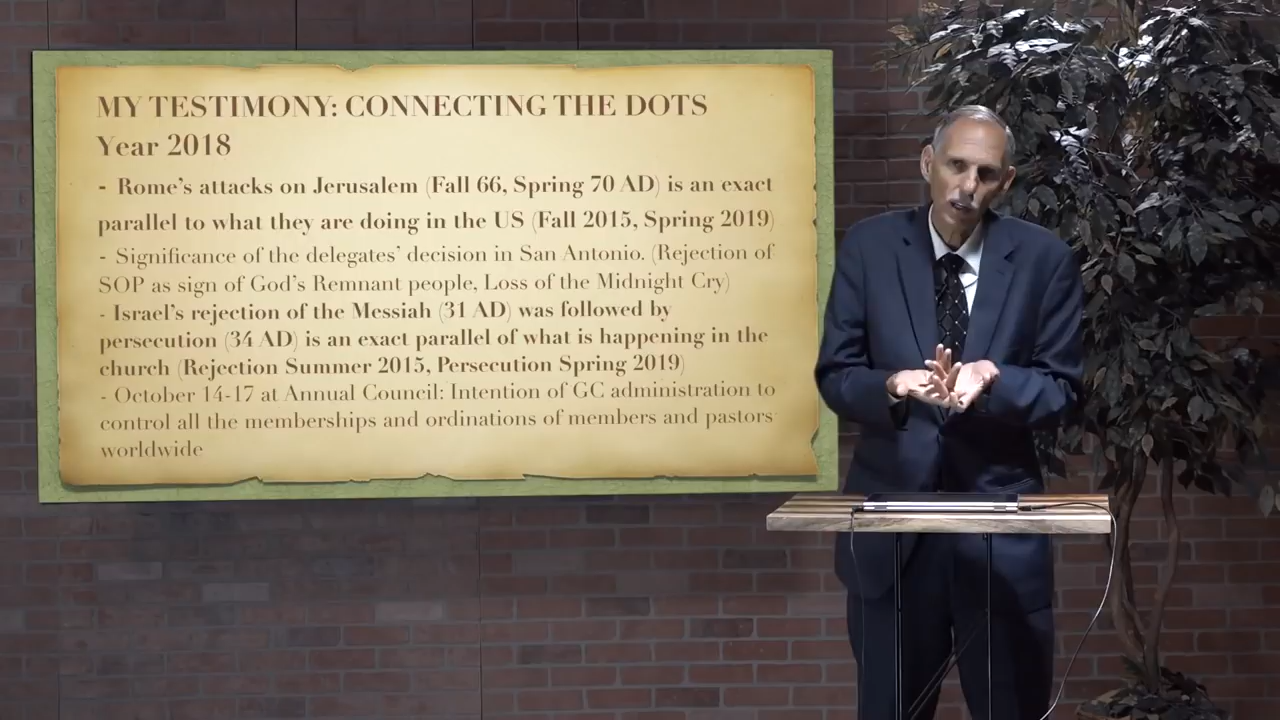 MY TESTIMONY: CONNECTING THE DOTS
Year 2018
- Rome's attacks on Jerusalem (Fall 66, Spring 70 AD) is an exact
parallel to what they are doing in the US (Fall 2015, Spring 2019)
- Significance of the delegates' decision in San Antonio. (Rejection of
SOP as sign of God's Remnant people, Loss of the Midnight Cry)
- Israel's rejection of the Messiah (31 AD) was followed by
persecution (34 AD) is an exact parallel of what is happening in the
church (Rejection Summer 2015, Persecution Spring 2019)
- October 14-17 at Annual Council: Intention of GC administration to
control all the memberships and ordinations of members and pastors
worldwide